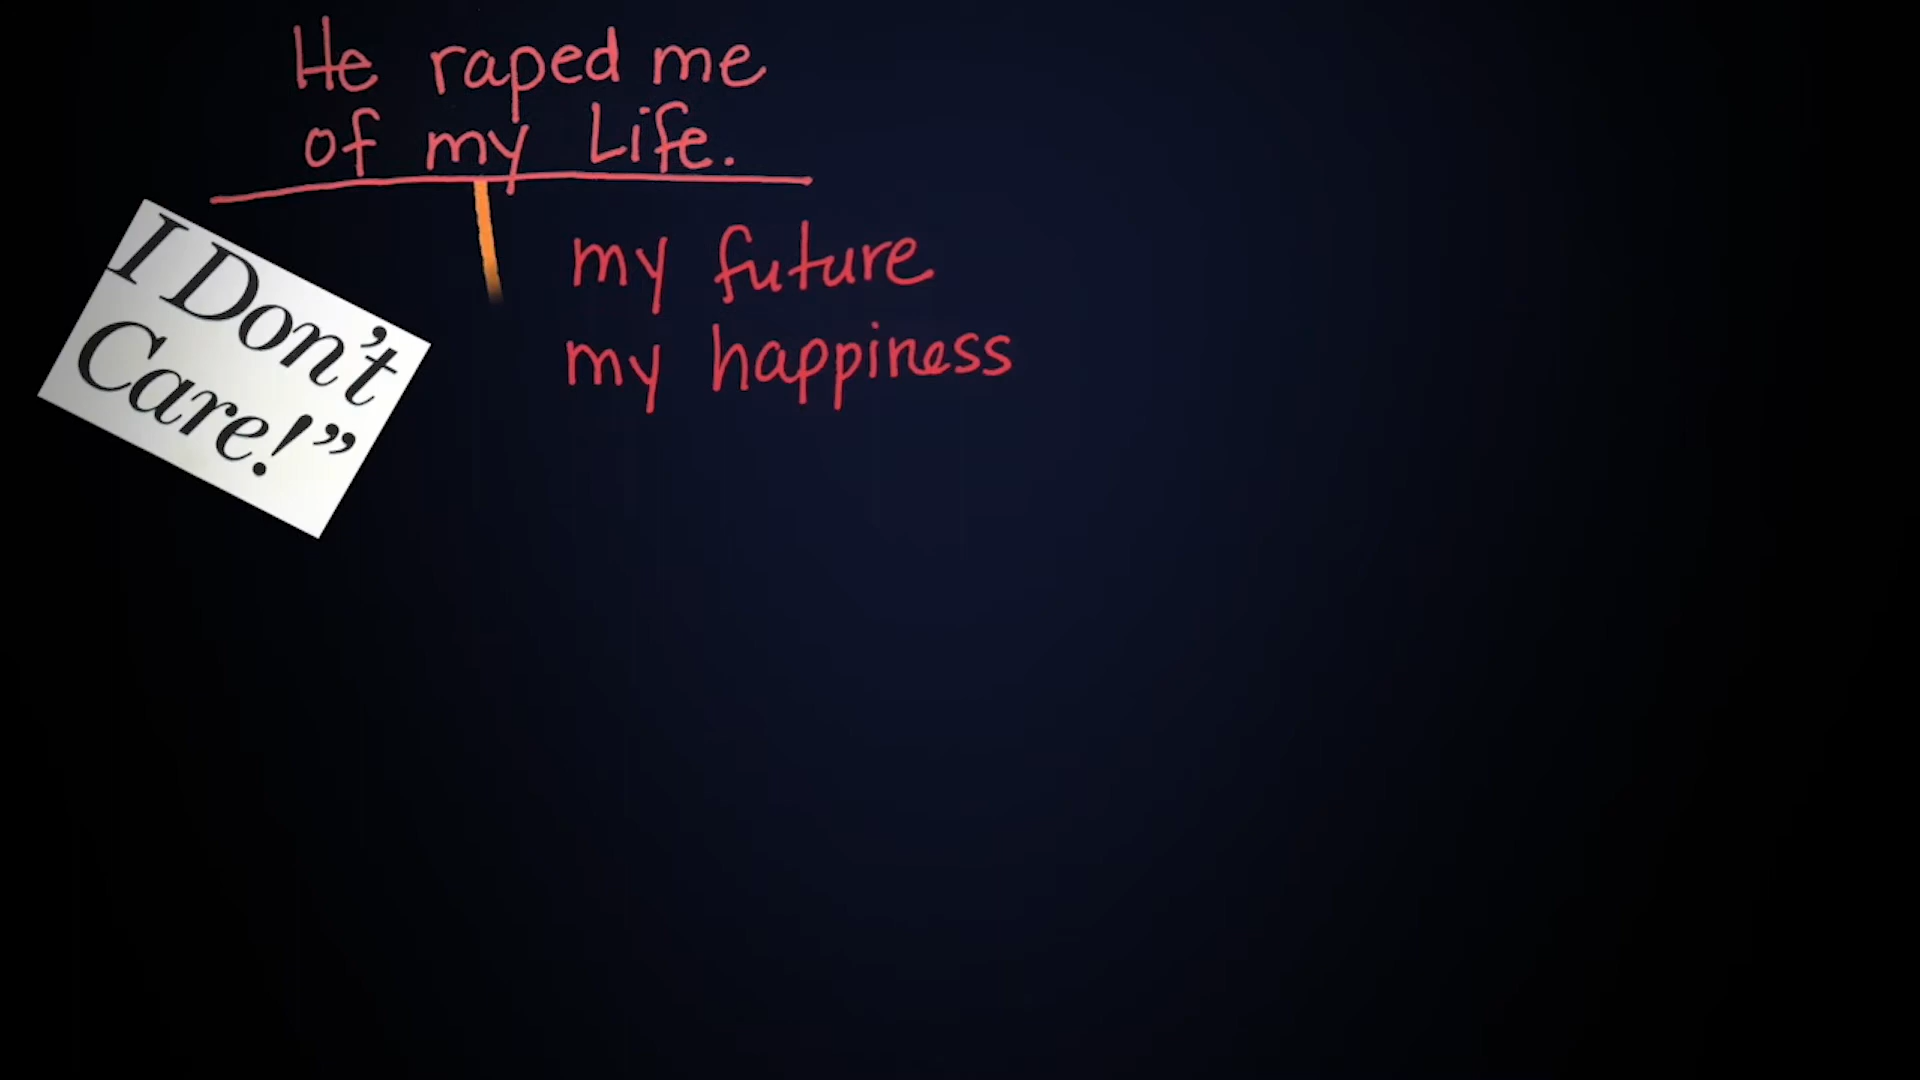 He raped me
of my Life.
my future
my happiness
I Don't
Care!”